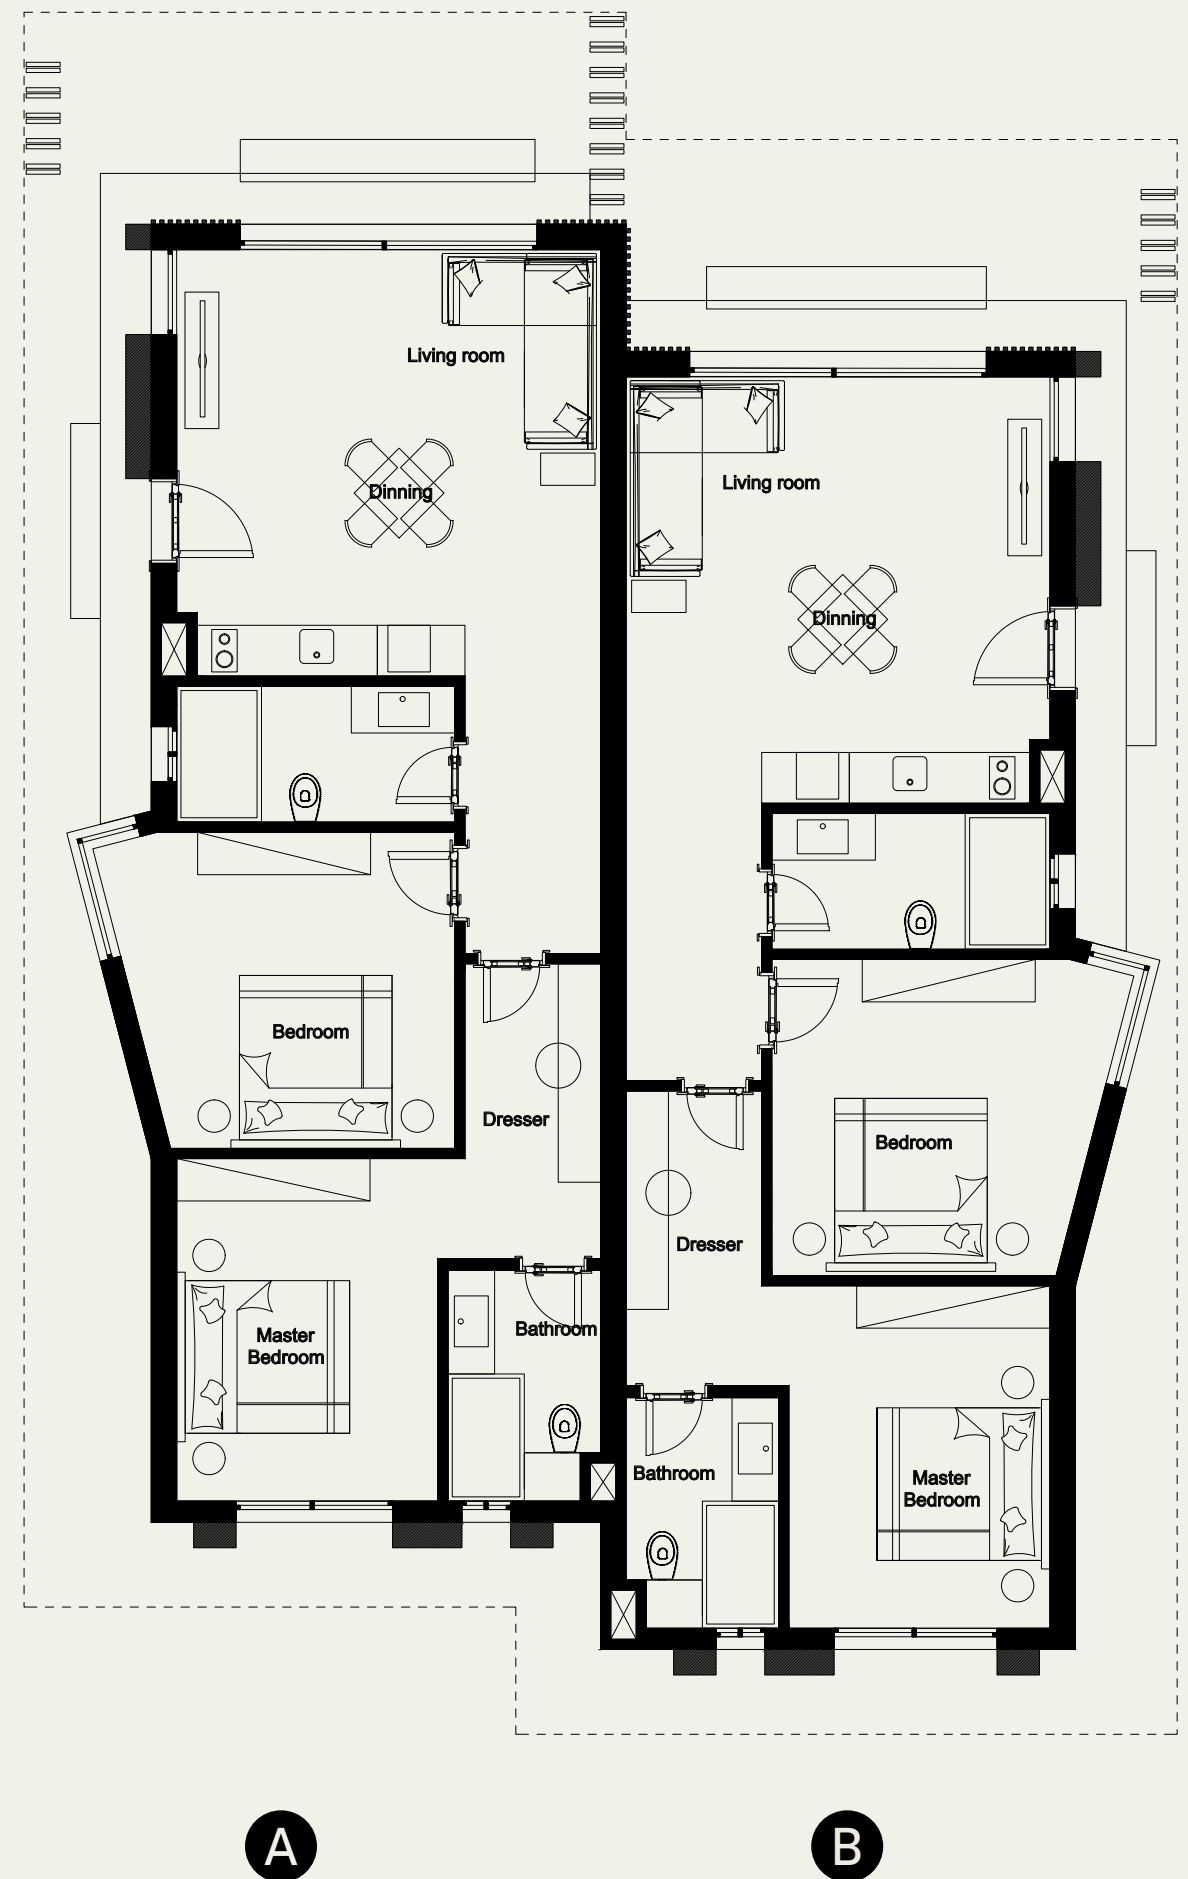 Living room
Dinning
Living room
Dinning
Bedroom
Dresser
Bedroom
Dresser
Bathroom
Master
Bedroom
Bathroom
Master
Bedroom
A
B